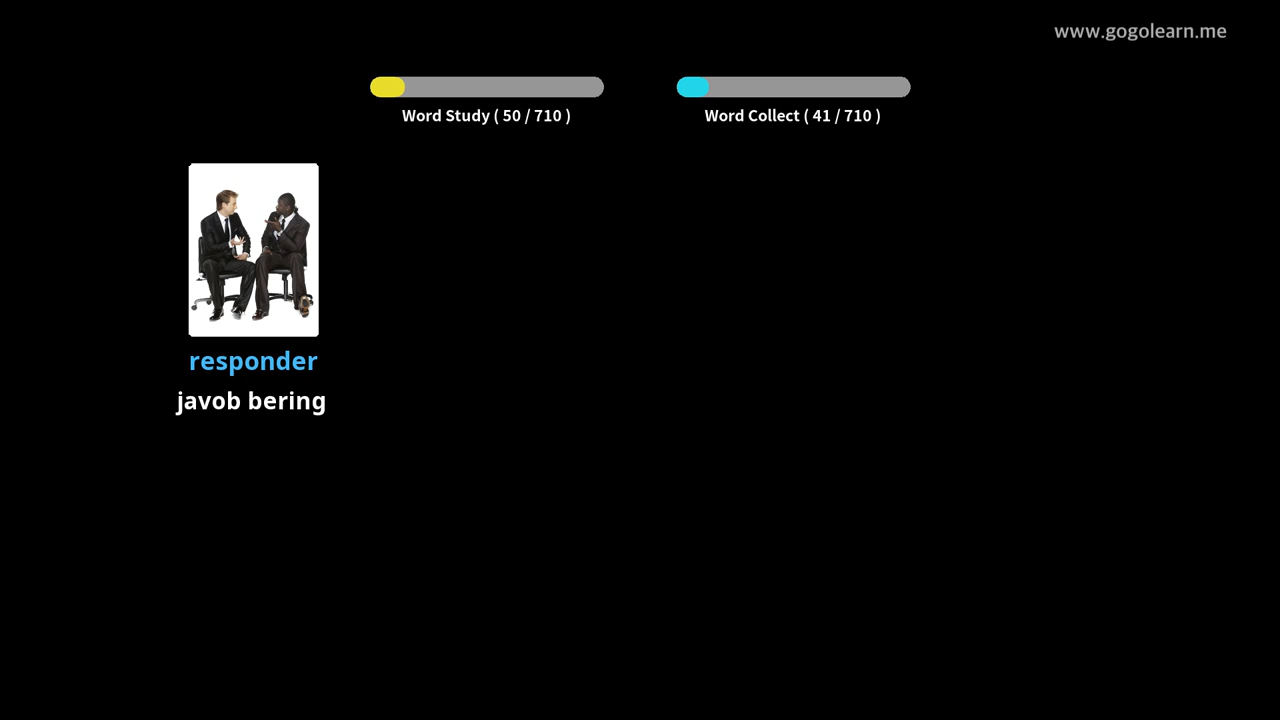 www.gogolearn.me
Word Study ( 50 / 710 )
Word Collect ( 41 / 710 )
responder
javob bering